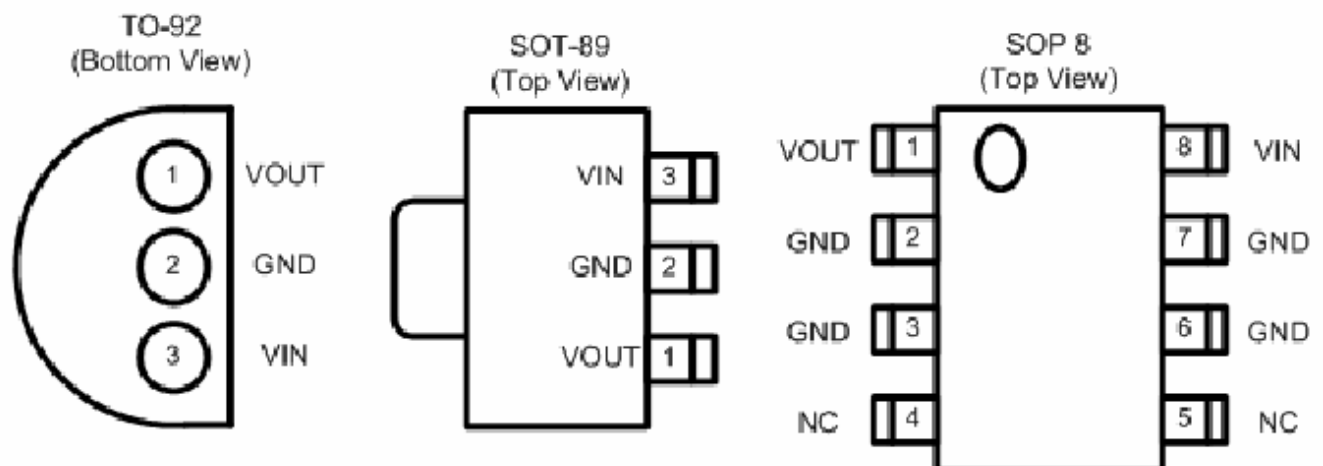 TO-92
(Bottom View)
1 VOUT
2 GND
3 VIN
SOT-89
(Top View)
VIN 3
GND 2
VOUT 1
SOP 8
(Top View)
VOUT 1 8 VIN
GND 2 7 GND
GND 3 6 GND
NC 4 5 NC